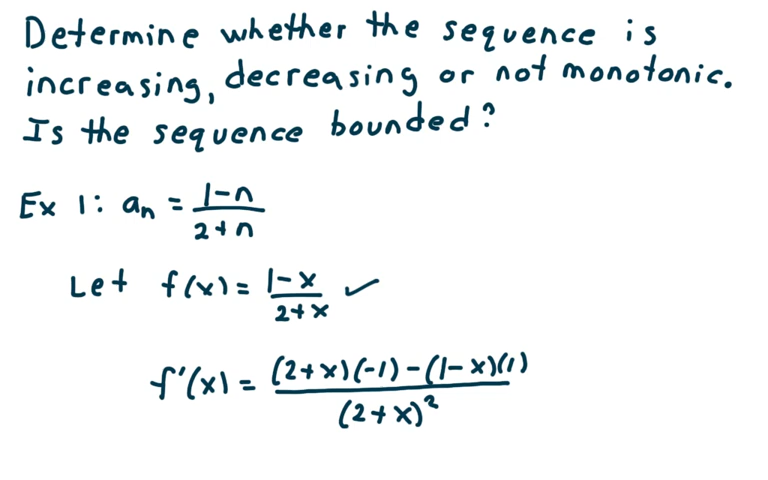 Determine whether the sequence is
increasing, decreasing or not monotonic.
Is the sequence bounded?
Ex 1: aₙ = (1-n)/(2+n)
Let f(x) = (1-x)/(2+x) ✓
f'(x) = ((2+x)(-1)-(1-x)(1))/(2+x)²